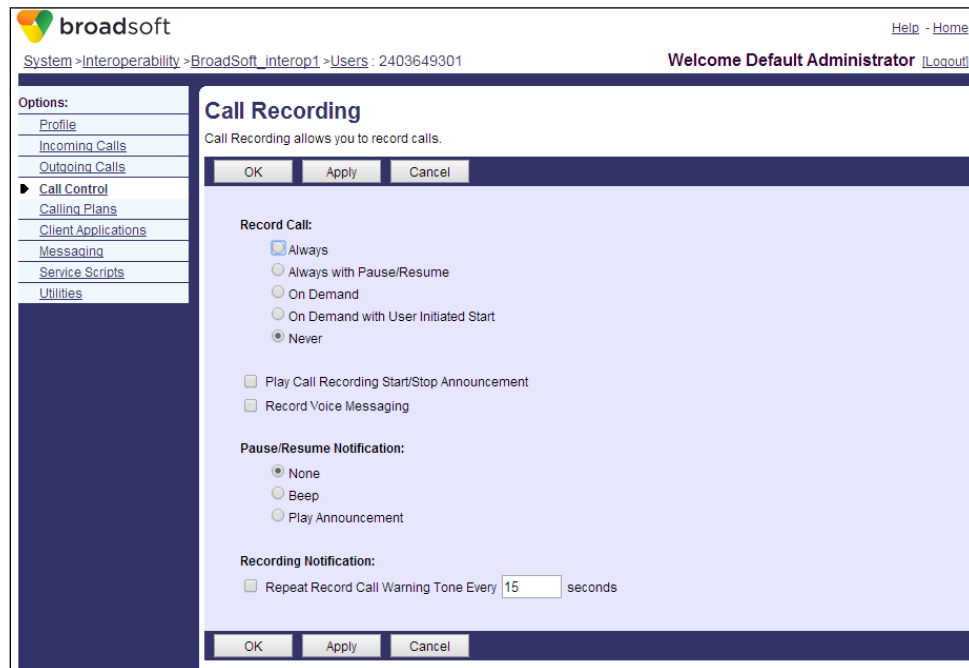 broadsoft
Help - Home
System >Interoperability >BroadSoft_interop1 >Users : 2403649301
Welcome Default Administrator [Logout]
Options:
Profile
Incoming Calls
Outgoing Calls
Call Control
Calling Plans
Client Applications
Messaging
Service Scripts
Utilities
Call Recording
Call Recording allows you to record calls.
OK Apply Cancel
Record Call:
Always
Always with Pause/Resume
On Demand
On Demand with User Initiated Start
Never
Play Call Recording Start/Stop Announcement
Record Voice Messaging
Pause/Resume Notification:
None
Beep
Play Announcement
Recording Notification:
Repeat Record Call Warning Tone Every 15 seconds
OK Apply Cancel